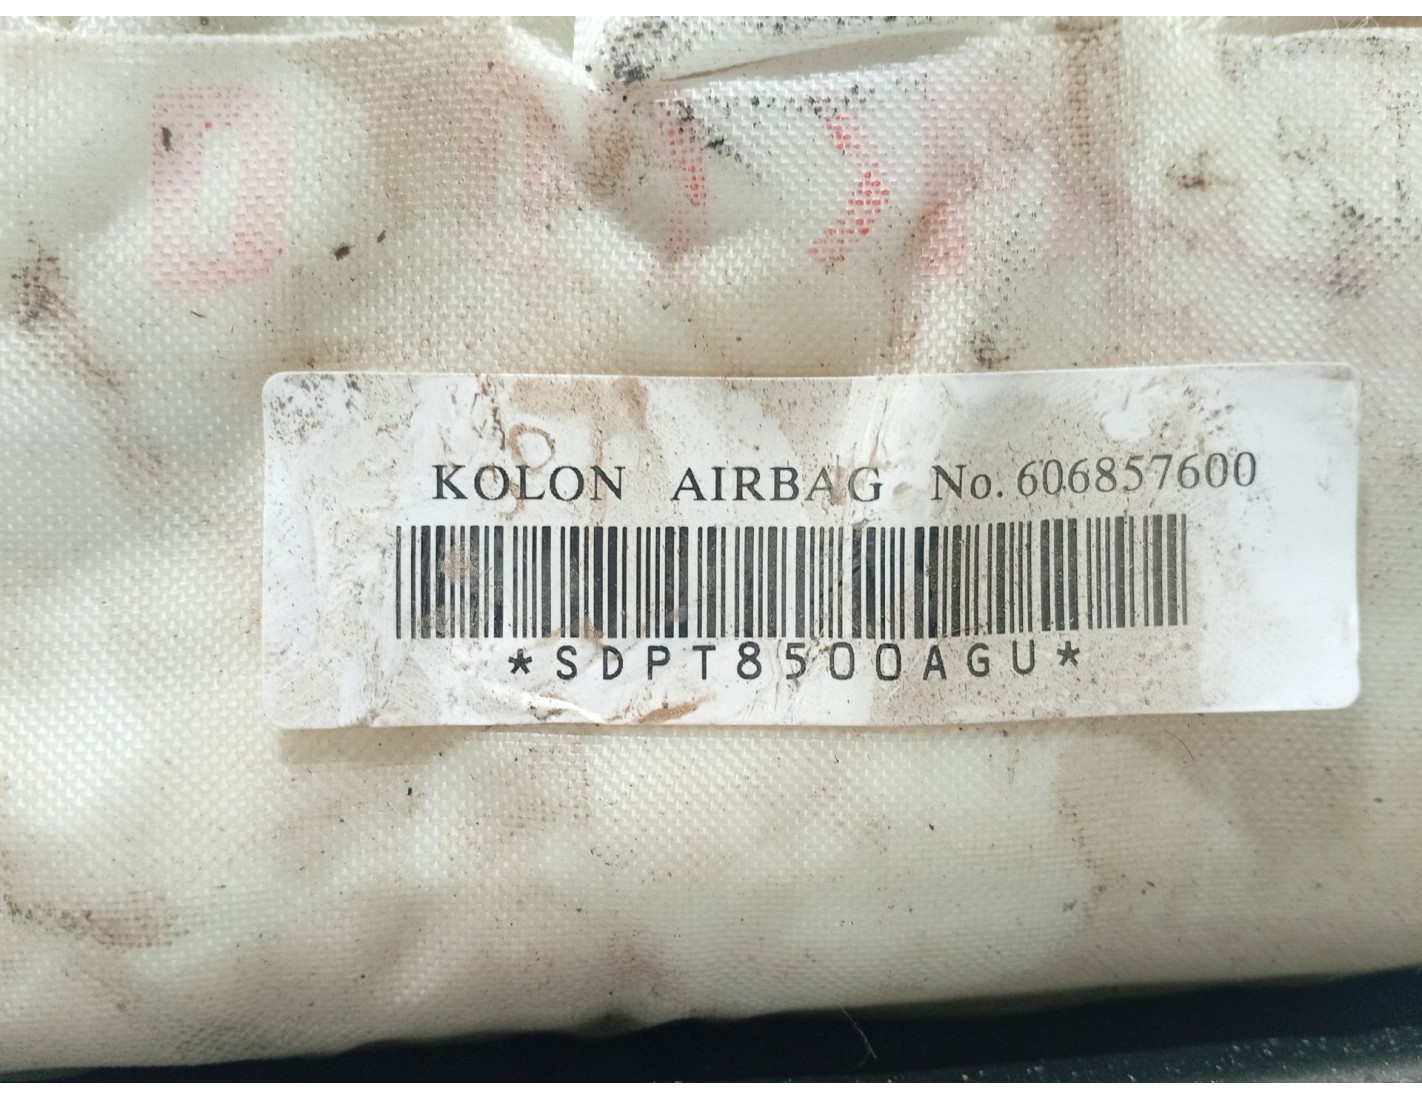 KOLON AIRBAG No. 606857600
*SDPT8500AGU*